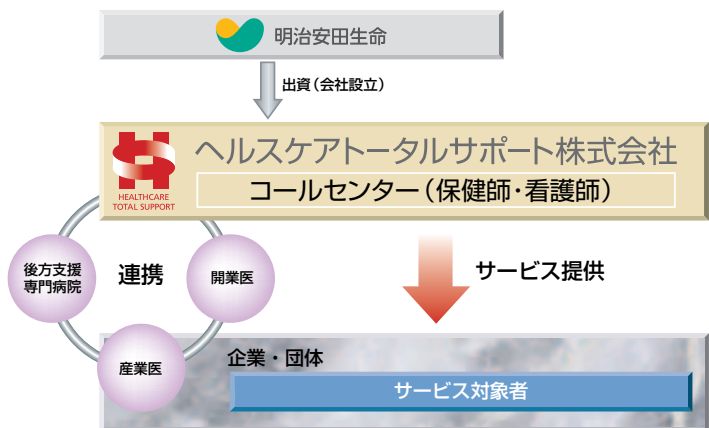 明治安田生命
出資（会社設立）
HEALTHCARE
TOTAL SUPPORT
ヘルスケアトータルサポート株式会社
コールセンター（保健師・看護師）
後方支援
専門病院
連携
開業医
サービス提供
産業医
企業・団体
サービス対象者